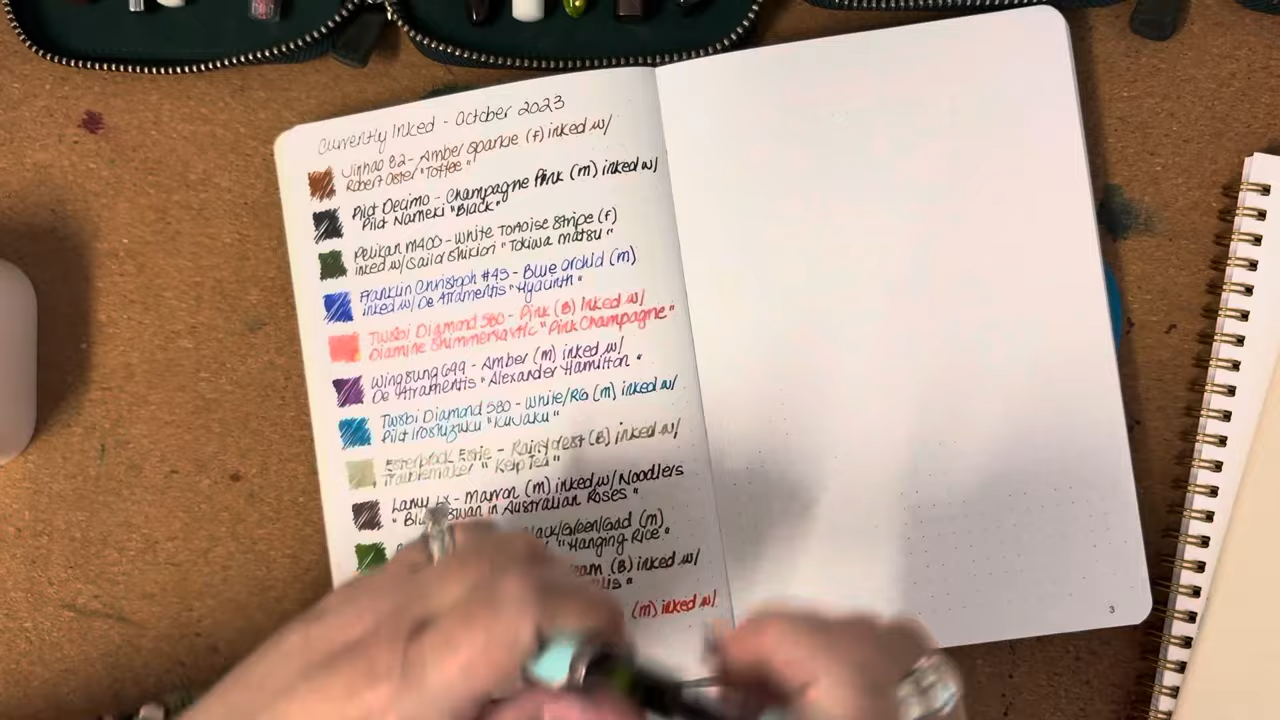 Currently Inked - October 2023
Jinhao 82 - Amber Sparkle (f) inked w/
Robert Oster "Toffee"
Pilot Decimo - Champagne Pink (m) inked w/
Pilot Namiki "Black"
Pelikan M400 - White Tortoise Stripe (f)
inked w/ Sailor Shikiori "Tokiwa Matsu"
Franklin Christoph #45 - Blue Orchid (m)
inked w/ De Atramentis "Hyacinth"
Twsbi Diamond 580 - Pink (B) inked w/
Diamine Shimmertastic "Pink Champagne"
Wing Sung 699 - Amber (m) inked w/
De Atramentis "Alexander Hamilton"
Twsbi Diamond 580 - White/RG (m) inked w/
Pilot Iroshizuku "Kujaku"
Esterbrook Estie - (B) inked w/
Troublemaker "Kelp Tea"
Lamy Lx - Marron (m) inked w/ Noodlers
" Swan in Australian Roses"
/Green/ (m)
"Hanging Rice"
(B) inked w/
(m) inked w/
3